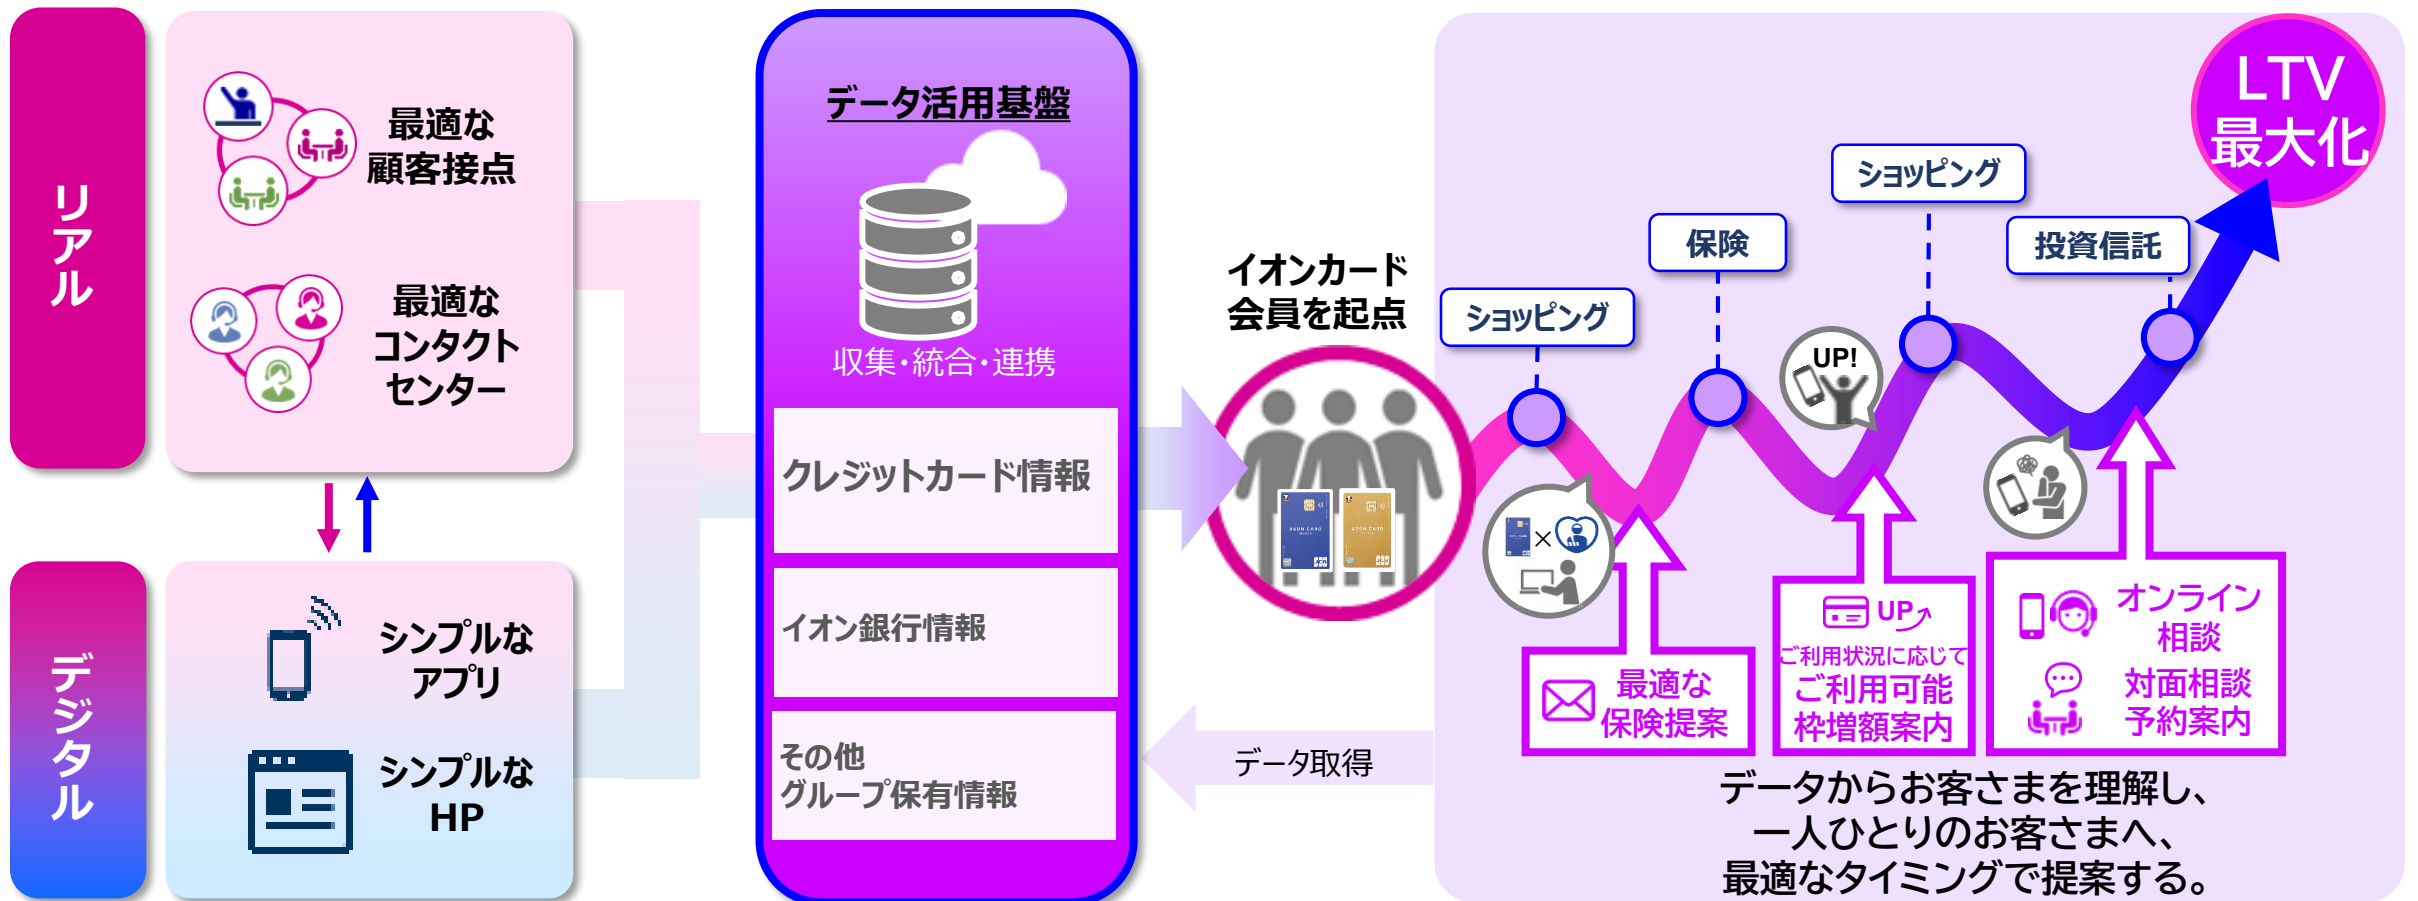 リアル
最適な
顧客接点
最適な
コンタクト
センター
デジタル
シンプルな
アプリ
シンプルな
HP
データ活用基盤
収集・統合・連携
クレジットカード情報
イオン銀行情報
その他
グループ保有情報
イオンカード
会員を起点
データ取得
ショッピング
保険
ショッピング
投資信託
LTV
最大化
UP!
×
最適な
保険提案
UP
ご利用状況に応じて
ご利用可能
枠増額案内
オンライン
相談
対面相談
予約案内
データからお客さまを理解し、
一人ひとりのお客さまへ、
最適なタイミングで提案する。
AEON CARD
AEON CARD
JCB
JCB